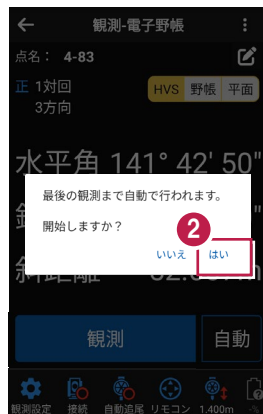 観測-電子野帳
点名： 4-83
正 1対回
3方向
HVS 野帳 平面
水平角 141° 42' 50"
最後の観測まで自動で行われます。
開始しますか？
2
いいえ はい
観測 自動
観測設定 接続 自動追尾 リモコン 1.400m